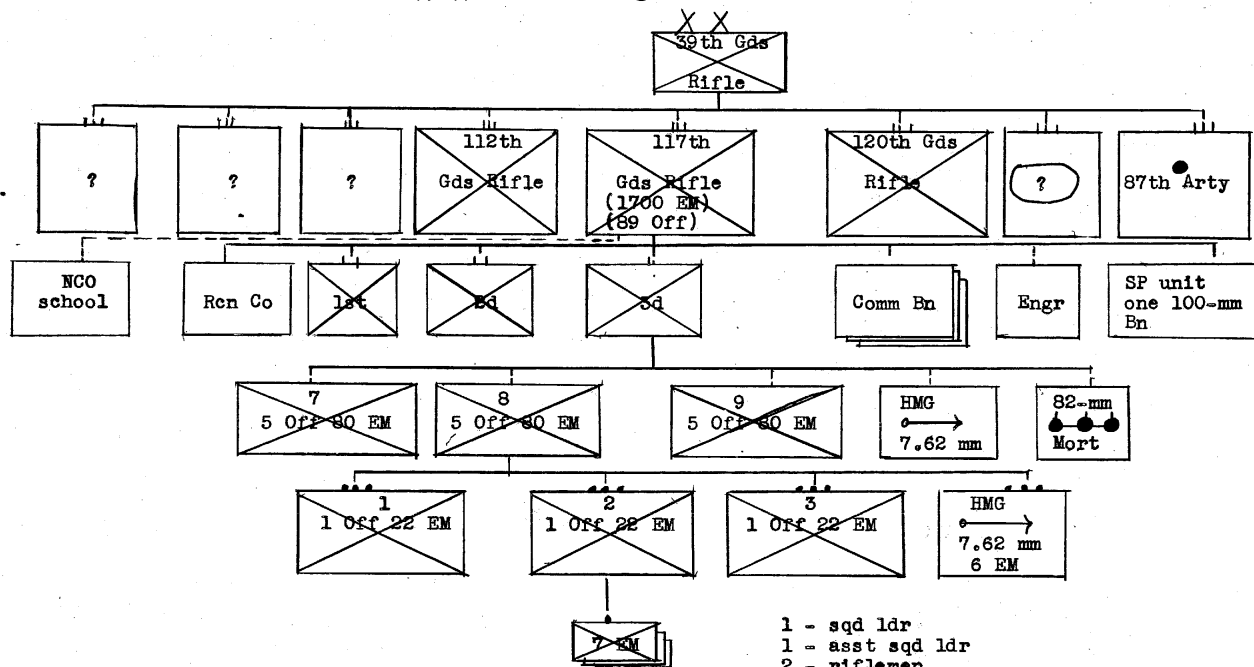 39th Gds
Rifle
?
?
?
112th
Gds Rifle
117th
Gds Rifle
(1700 EM)
(89 Off)
120th Gds
Rifle
?
87th Arty
NCO
school
Rcn Co
1st
2d
3d
Comm Bn
Engr
SP unit
one 100-mm
Bn
7
5 Off 80 EM
8
5 Off 80 EM
9
5 Off 80 EM
HMG
7.62 mm
82-mm
Mort
1
1 Off 22 EM
2
1 Off 22 EM
3
1 Off 22 EM
HMG
7.62 mm
6 EM
7 EM
1 - sqd ldr
1 - asst sqd ldr
2 - riflemen